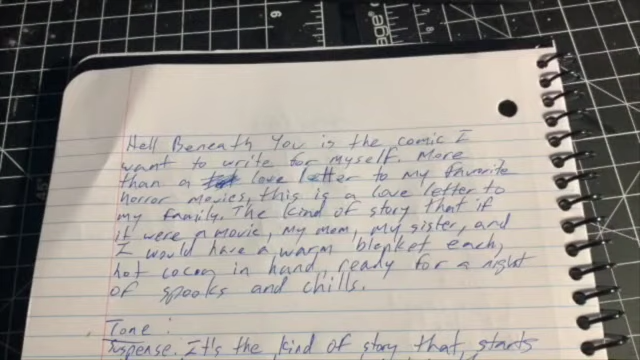 Hell Beneath You is the comic I
want to write for myself. More
than a love letter to my favorite
horror movies, this is a love letter to
my family. The kind of story that if
it were a movie, my mom, my sister, and
I would have a warm blanket each,
hot cocoa in hand, ready for a night
of spooks and chills.
Tone:
Suspense. It's the kind of story that starts